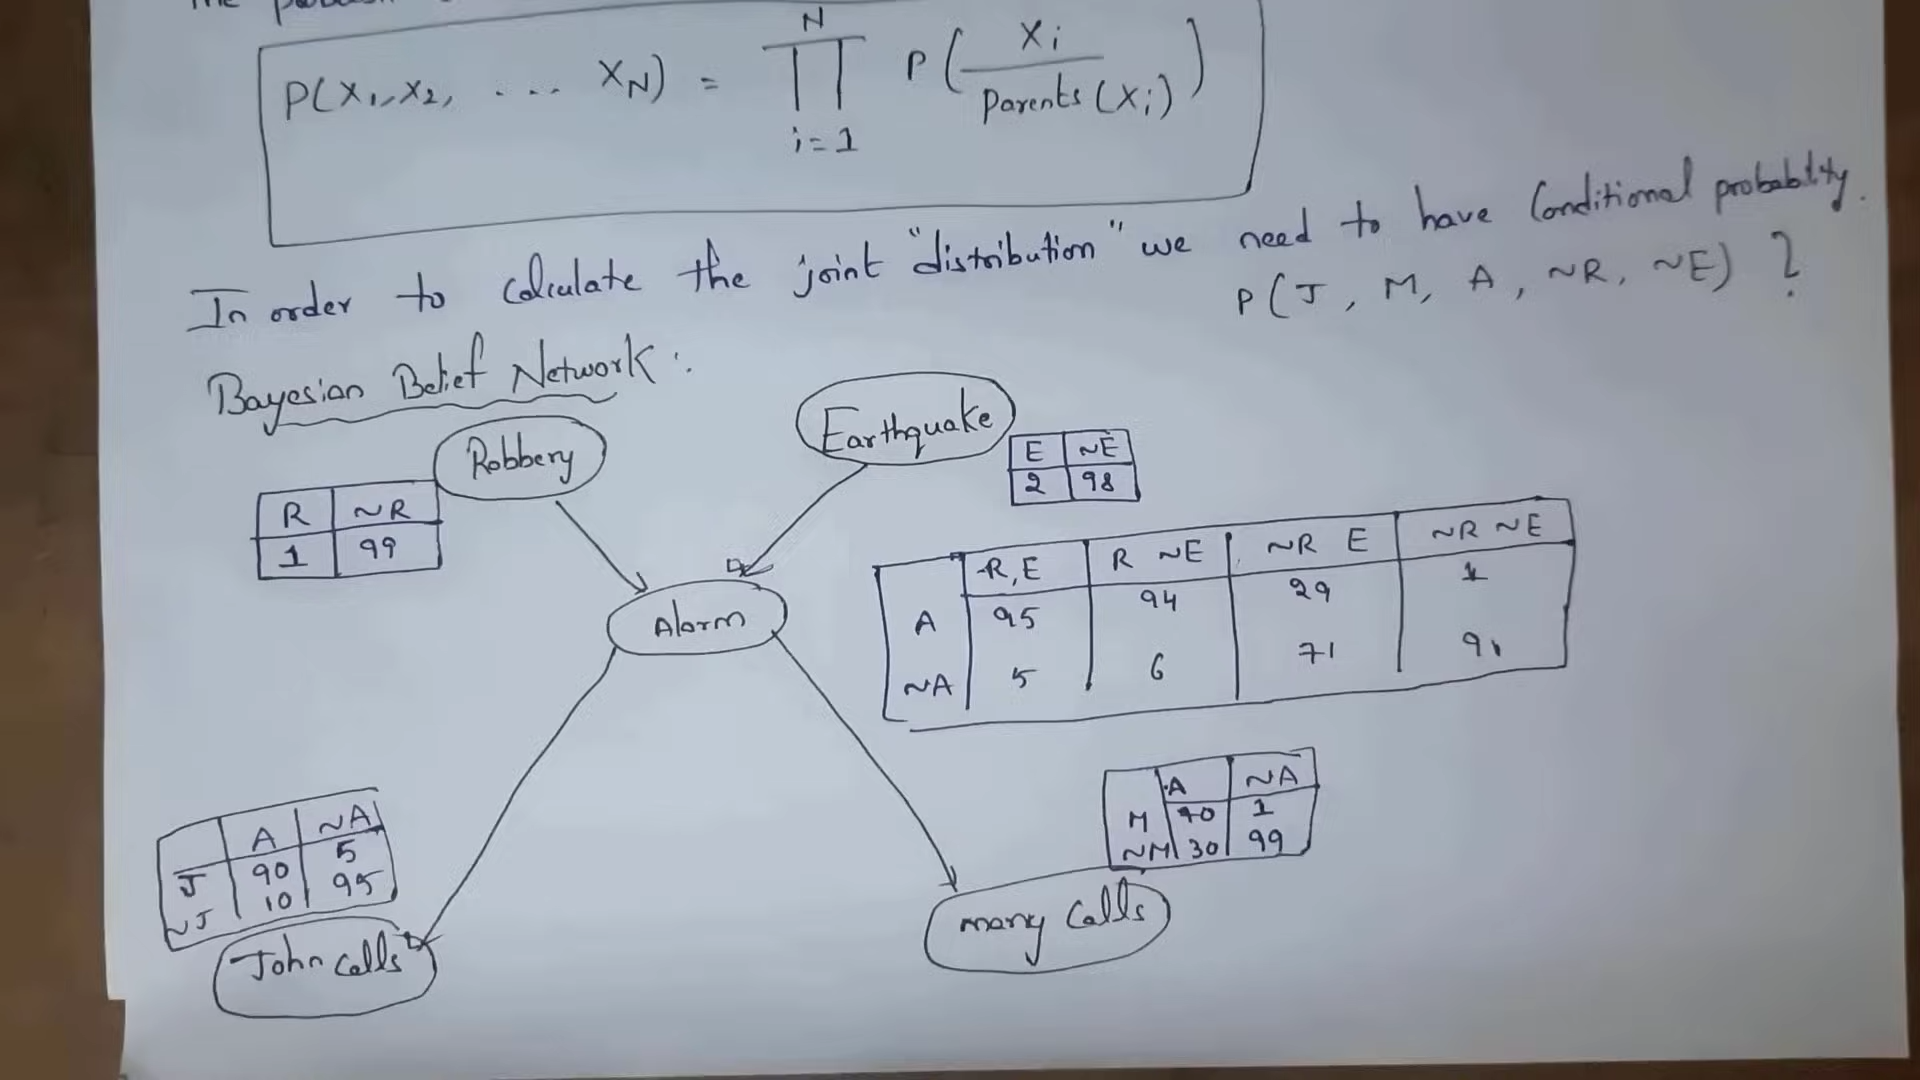 P(X1, X2, .... XN) = N ∏ i=1 P( Xi / Parents(Xi) )
In order to calculate the joint "distribution" we need to have Conditional probability.
P(J, M, A, ~R, ~E) ?
Bayesian Belief Network:
Robbery
Earthquake
E ~E
2 98
R ~R
1 99
R,E R ~E ~R E ~R ~E
A 95 94 29 1
~A 5 6 71
Alarm
A ~A
M 70 1
~M 30 99
A ~A
J 90 5
~J 10 95
many Calls
John calls